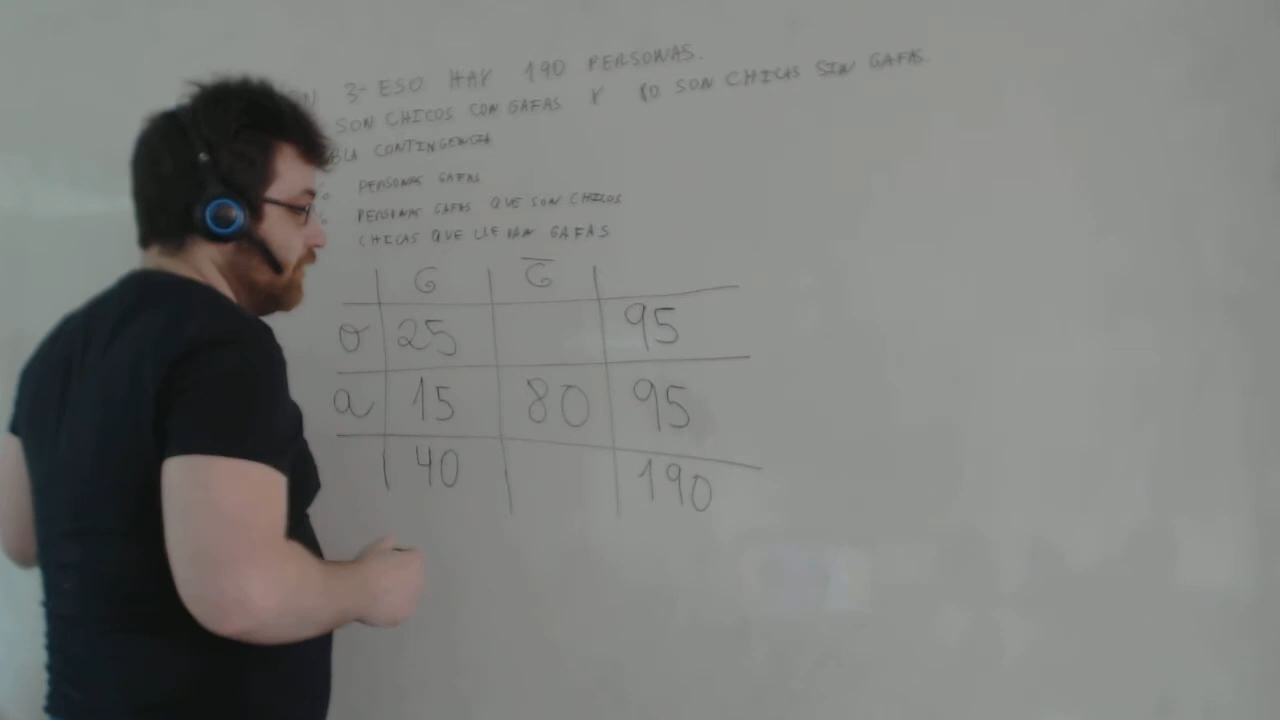 3º ESO HAY 190 PERSONAS.
SON CHICOS CON GAFAS Y SON CHICAS SIN GAFAS.
CONTINGENCIA
PERSONAS GAFAS
PERSONAS GAFAS QUE SON CHICOS
CHICAS QUE LLEVAN GAFAS
G G̅
o 25 95
a 15 80 95
40 190